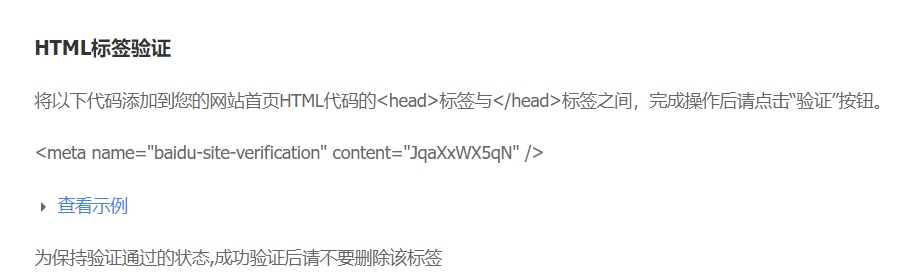 HTML标签验证
将以下代码添加到您的网站首页HTML代码的<head>标签与</head>标签之间，完成操作后请点击“验证”按钮。
<meta name="baidu-site-verification" content="JqaXxWX5qN" />
查看示例
为保持验证通过的状态,成功验证后请不要删除该标签